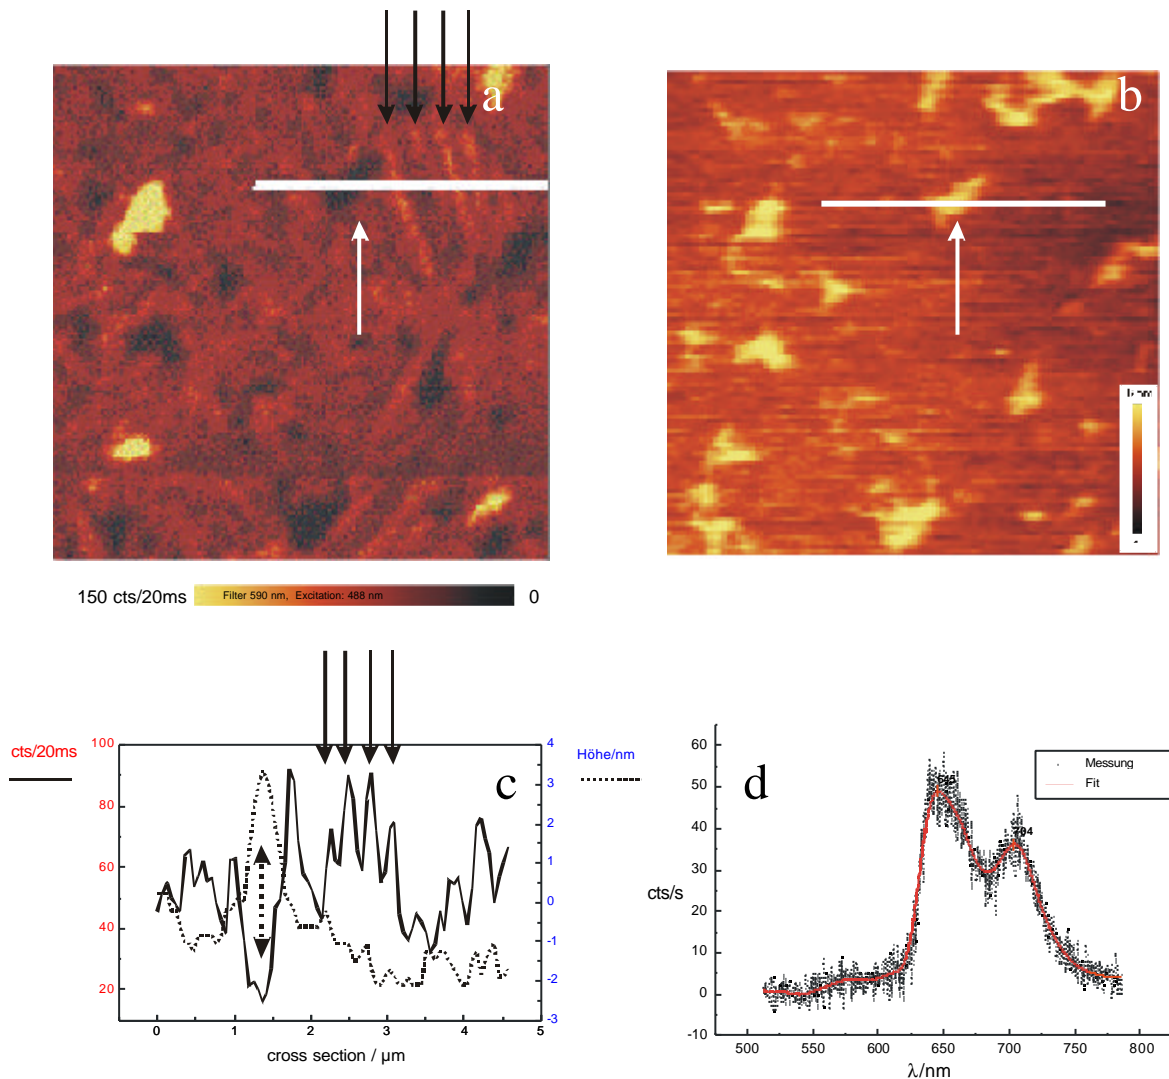 a
b
150 cts/20ms
Filter 590 nm, Excitation: 488 nm
0
cts/20ms
100
80
60
40
20
c
4
3
2
1
0
-1
-2
-3
Höhe/nm
0 1 2 3 4 5
cross section / µm
d
Messung
Fit
704
60
50
40
30
20
10
0
-10
cts/s
500 550 600 650 700 750 800
λ/nm